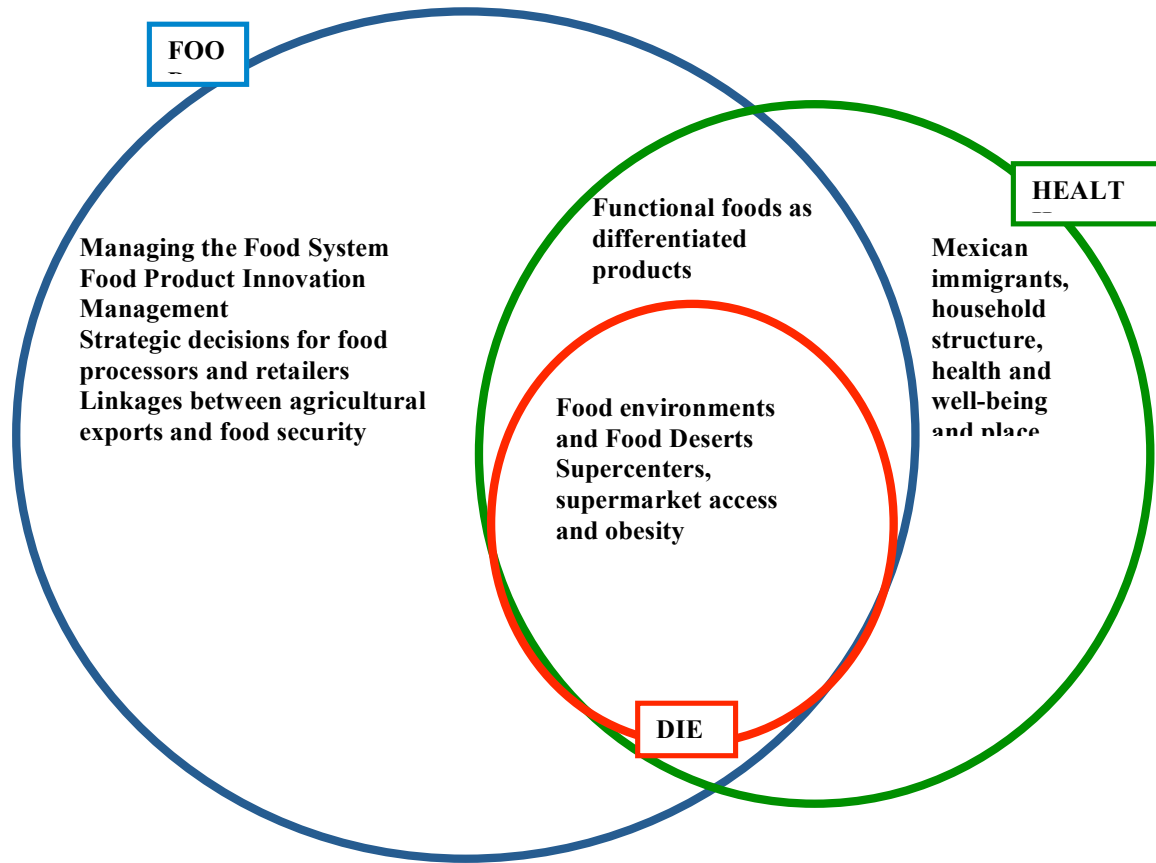 FOO
HEALT
Functional foods as
differentiated
products
Managing the Food System
Food Product Innovation
Management
Strategic decisions for food
processors and retailers
Linkages between agricultural
exports and food security
Mexican
immigrants,
household
structure,
health and
well-being
and place
Food environments
and Food Deserts
Supercenters,
supermarket access
and obesity
DIE